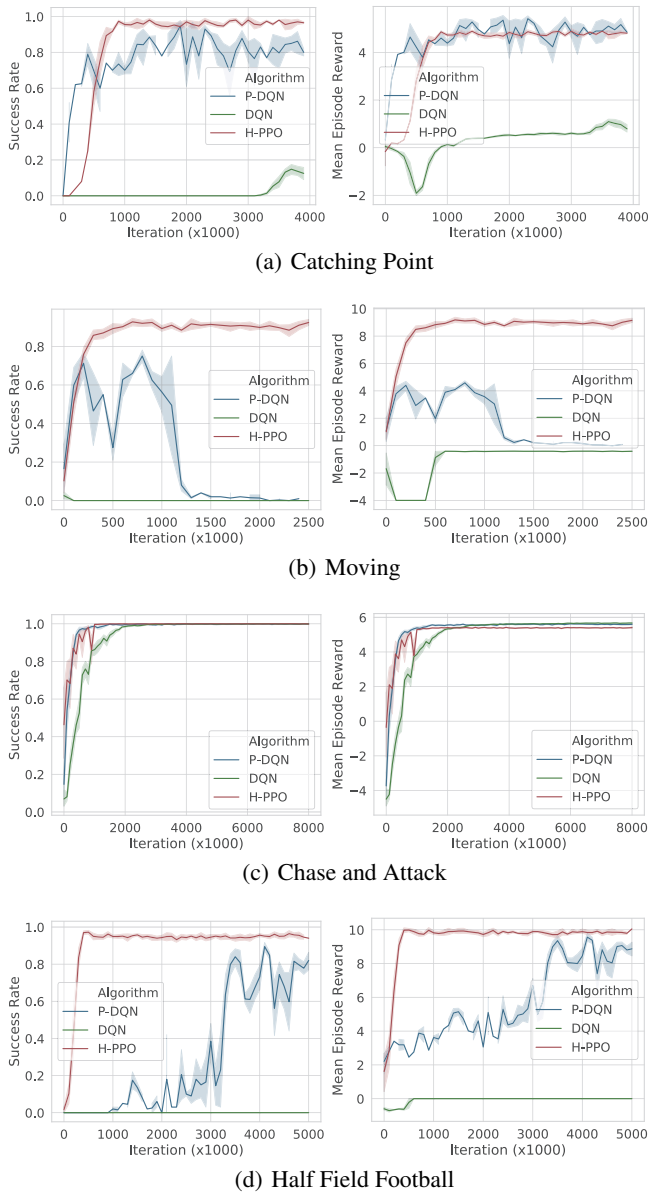 1.0
0.8
0.6
0.4
0.2
0.0
Success Rate
Algorithm
P-DQN
DQN
H-PPO
0 1000 2000 3000 4000
Iteration (x1000)
4
2
0
−2
Mean Episode Reward
Algorithm
P-DQN
DQN
H-PPO
0 1000 2000 3000 4000
Iteration (x1000)
(a) Catching Point
0.8
0.6
0.4
0.2
0.0
Success Rate
Algorithm
P-DQN
DQN
H-PPO
0 500 1000 1500 2000 2500
Iteration (x1000)
10
8
6
4
2
0
−2
−4
Mean Episode Reward
Algorithm
P-DQN
DQN
H-PPO
0 500 1000 1500 2000 2500
Iteration (x1000)
(b) Moving
1.0
0.8
0.6
0.4
0.2
0.0
Success Rate
Algorithm
P-DQN
DQN
H-PPO
0 2000 4000 6000 8000
Iteration (x1000)
6
4
2
0
−2
−4
Mean Episode Reward
Algorithm
P-DQN
DQN
H-PPO
0 2000 4000 6000 8000
Iteration (x1000)
(c) Chase and Attack
1.0
0.8
0.6
0.4
0.2
0.0
Success Rate
Algorithm
P-DQN
DQN
H-PPO
0 1000 2000 3000 4000 5000
Iteration (x1000)
10
8
6
4
2
0
Mean Episode Reward
Algorithm
P-DQN
DQN
H-PPO
0 1000 2000 3000 4000 5000
Iteration (x1000)
(d) Half Field Football